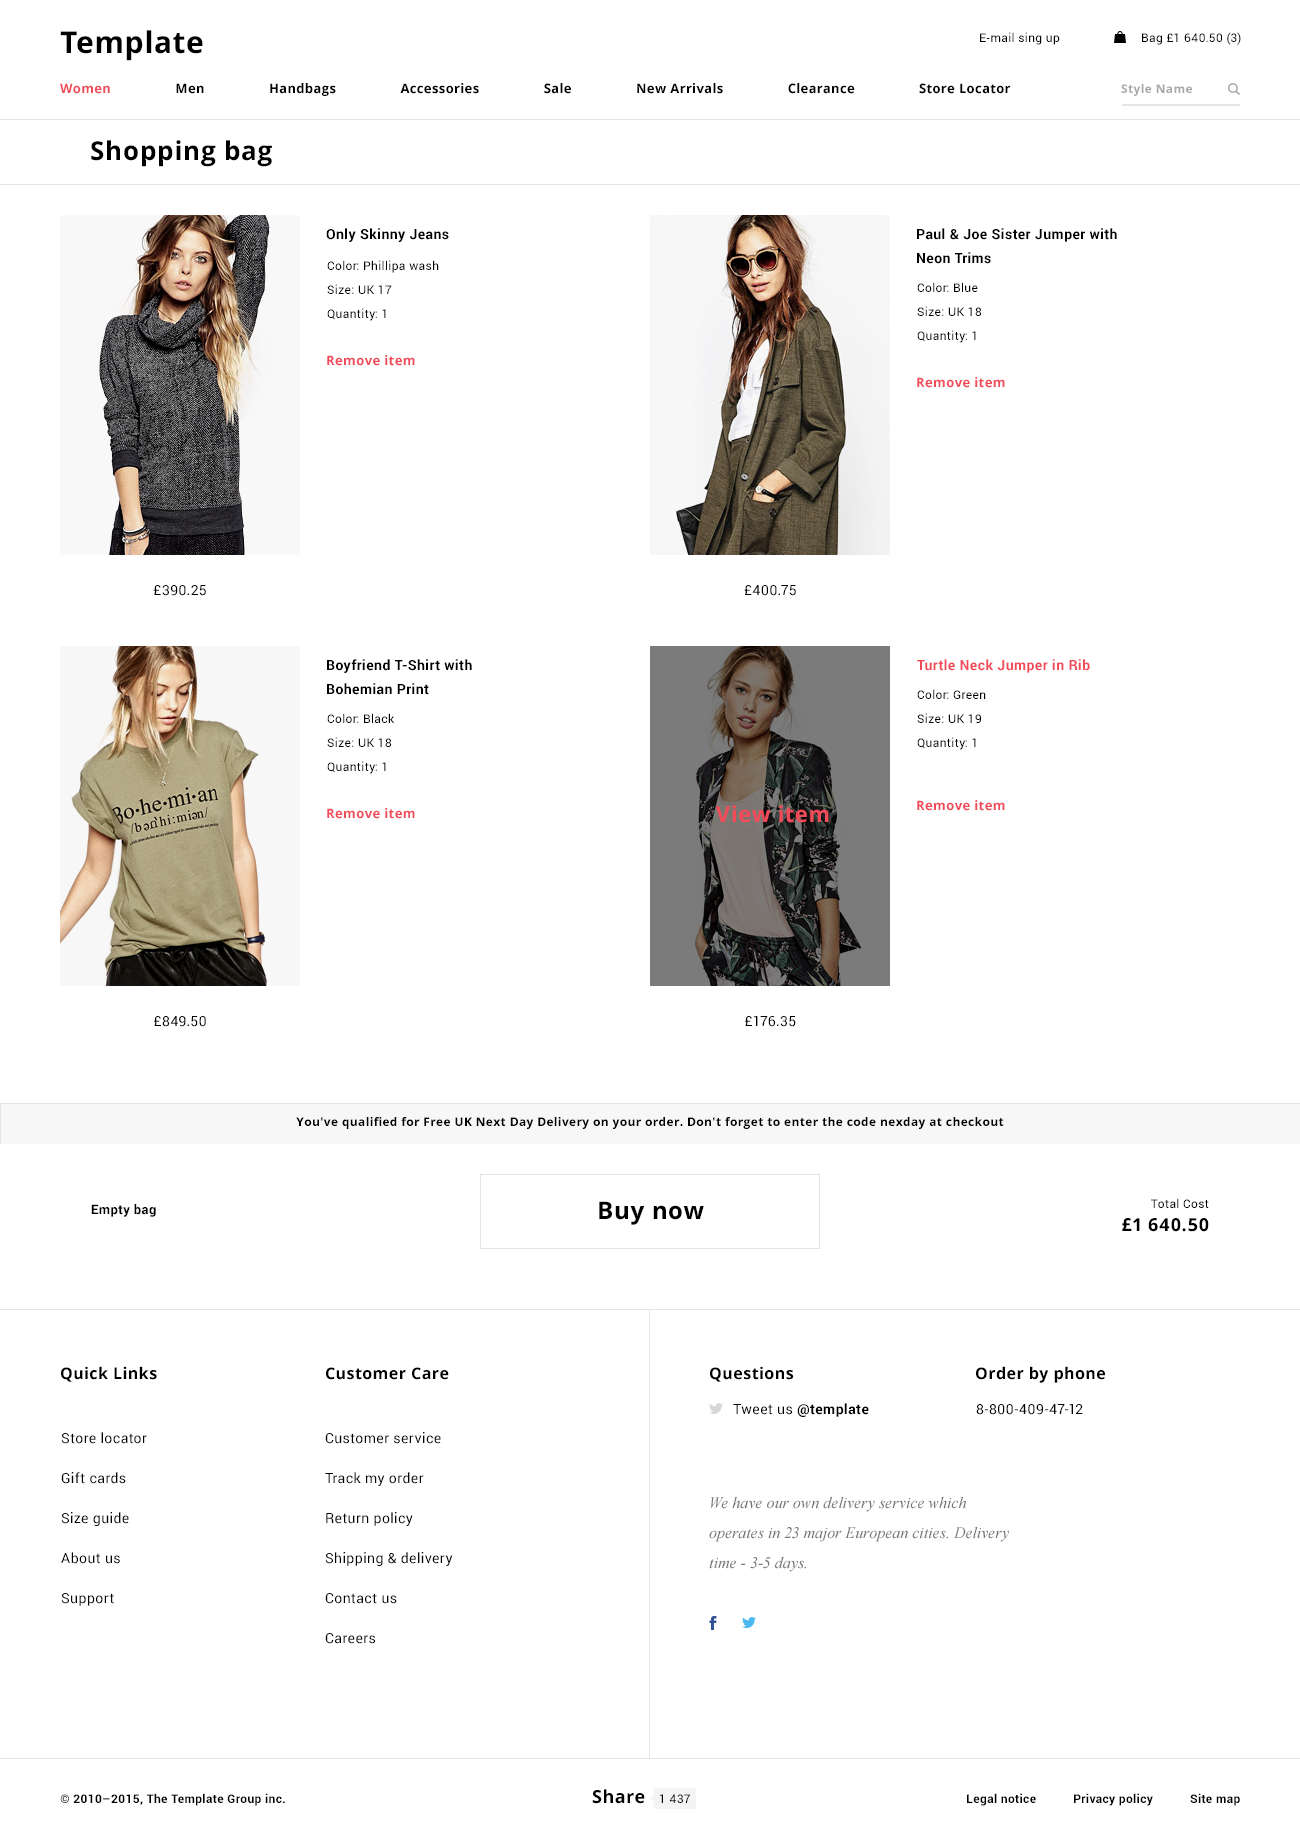 Template
E-mail sing up
Bag £1 640.50 (3)
Women Men Handbags Accessories Sale New Arrivals Clearance Store Locator
Style Name
Shopping bag
Only Skinny Jeans
Color: Phillipa wash
Size: UK 17
Quantity: 1
Remove item
£390.25
Paul & Joe Sister Jumper with
Neon Trims
Color: Blue
Size: UK 18
Quantity: 1
Remove item
£400.75
Bo·he·mi·an
Boyfriend T-Shirt with
Bohemian Print
Color: Black
Size: UK 18
Quantity: 1
Remove item
£849.50
View item
Turtle Neck Jumper in Rib
Color: Green
Size: UK 19
Quantity: 1
Remove item
£176.35
You've qualified for Free UK Next Day Delivery on your order. Don't forget to enter the code nexday at checkout
Empty bag
Buy now
Total Cost
£1 640.50
Quick Links
Store locator
Gift cards
Size guide
About us
Support
Customer Care
Customer service
Track my order
Return policy
Shipping & delivery
Contact us
Careers
Questions
Tweet us @template
Order by phone
8-800-409-47-12
We have our own delivery service which
operates in 23 major European cities. Delivery
time - 3-5 days.
© 2010–2015, The Template Group inc.
Share 1 437
Legal notice Privacy policy Site map